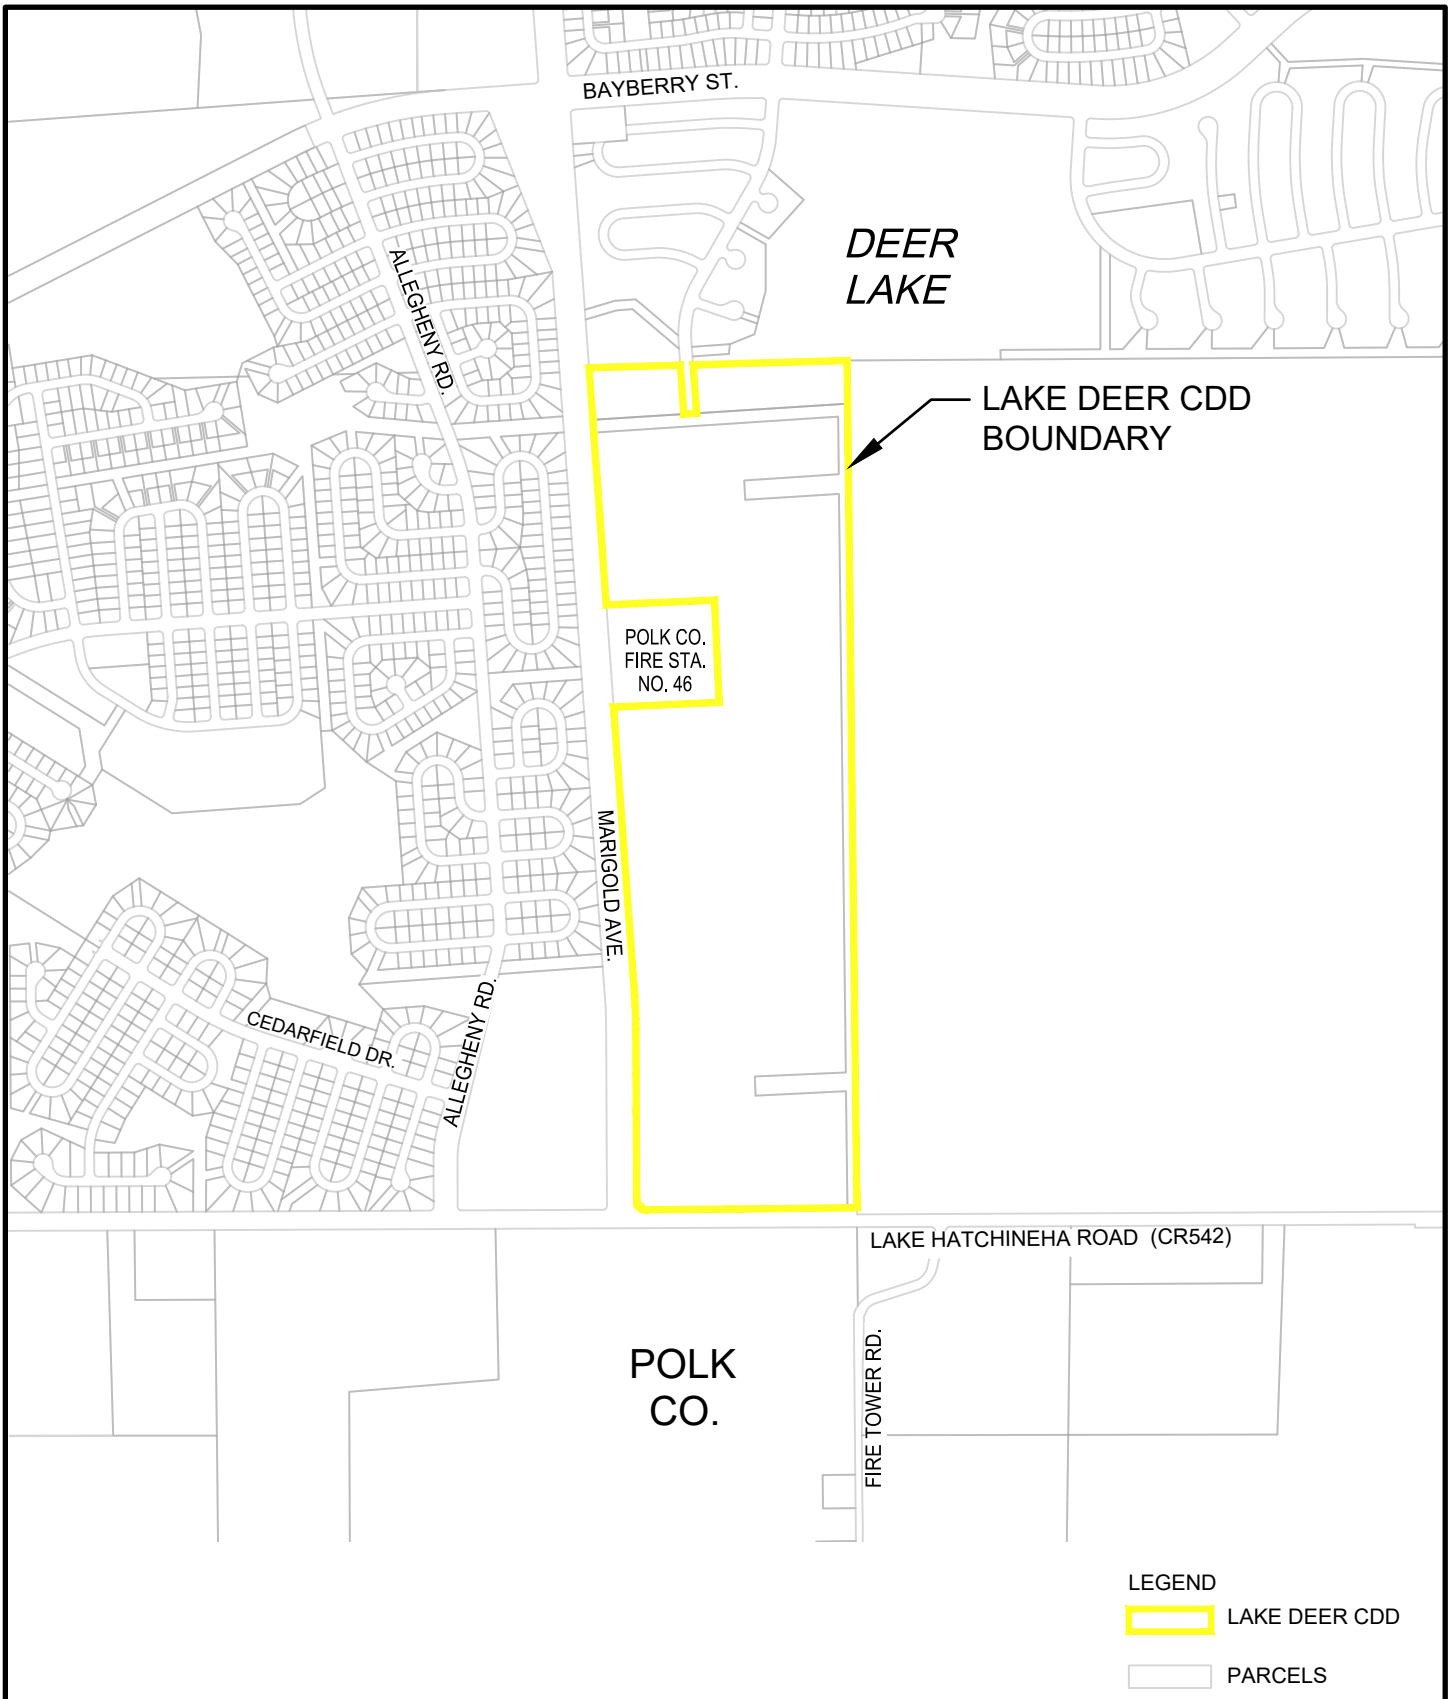 BAYBERRY ST.
DEER
LAKE
ALLEGHENY RD.
LAKE DEER CDD
BOUNDARY
POLK CO.
FIRE STA.
NO. 46
MARIGOLD AVE.
CEDARFIELD DR.
ALLEGHENY RD.
LAKE HATCHINEHA ROAD (CR542)
POLK
CO.
FIRE TOWER RD.
LEGEND
LAKE DEER CDD
PARCELS